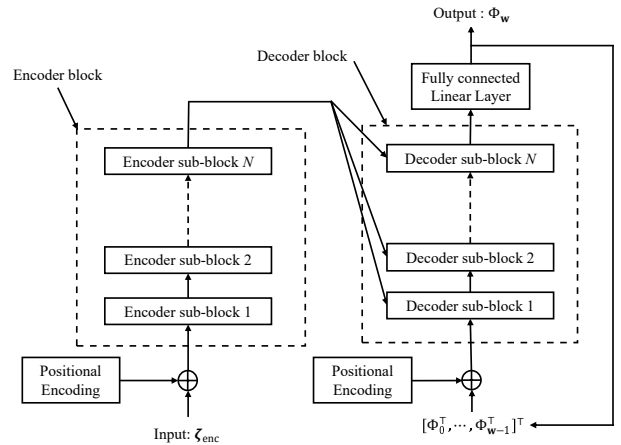 Output : Φ_w
Encoder block
Decoder block
Fully connected
Linear Layer
Encoder sub-block N
Decoder sub-block N
Encoder sub-block 2
Decoder sub-block 2
Encoder sub-block 1
Decoder sub-block 1
Positional
Encoding
Positional
Encoding
Input: ζ_enc
[Φ_0^⊤, ⋯, Φ_{w−1}^⊤]^⊤